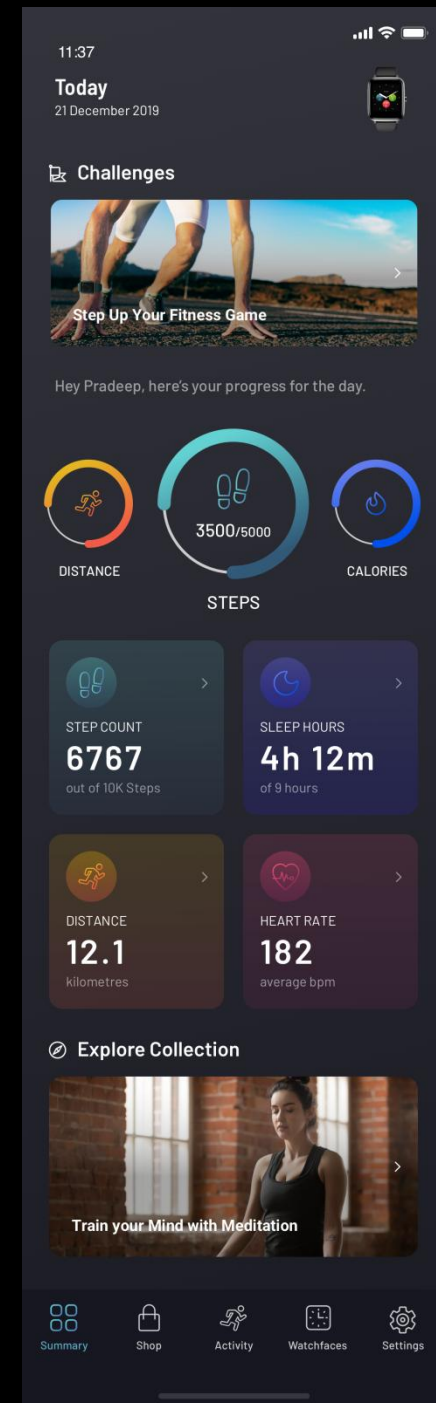 11:37
Today
21 December 2019
Challenges
Step Up Your Fitness Game
Hey Pradeep, here's your progress for the day.
3500/5000
DISTANCE
CALORIES
STEPS
STEP COUNT
6767
out of 10K Steps
SLEEP HOURS
4h 12m
of 9 hours
DISTANCE
12.1
kilometres
HEART RATE
182
average bpm
Explore Collection
Train your Mind with Meditation
Summary
Shop
Activity
Watchfaces
Settings